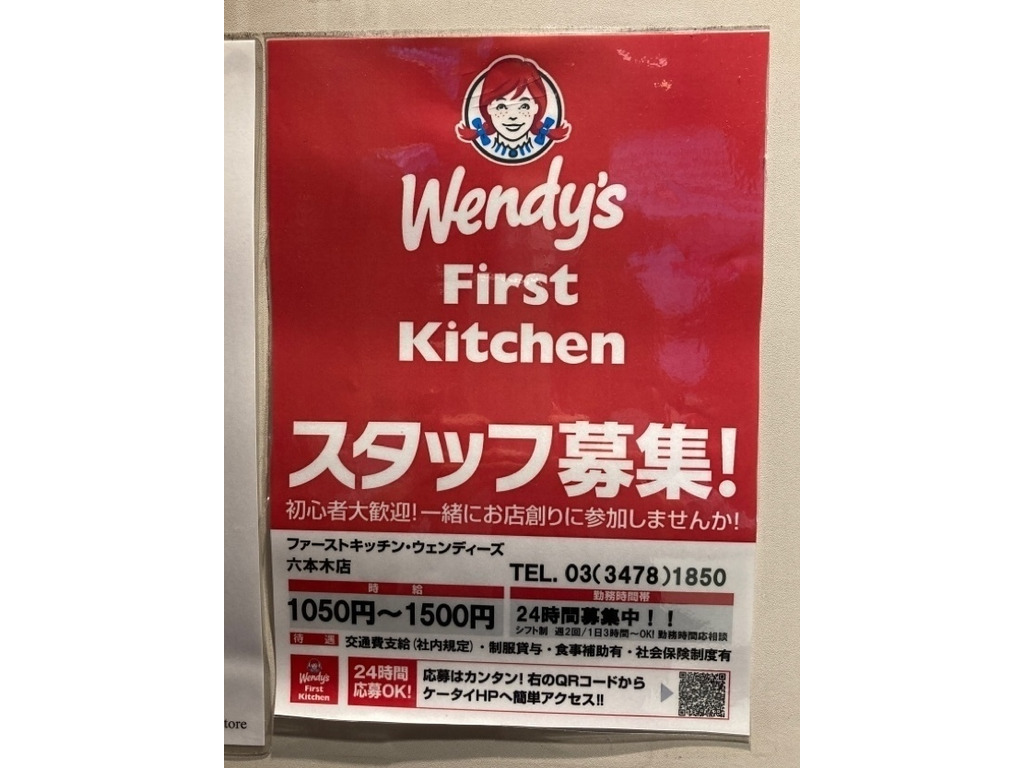 Wendy's
First
Kitchen
スタッフ募集!
初心者大歓迎!一緒にお店創りに参加しませんか!
ファーストキッチン・ウェンディーズ
六本木店
TEL. 03(3478)1850
時 給
1050円〜1500円
勤務時間帯
24時間募集中!!
シフト制 週2回/1日3時間〜OK! 勤務時間応相談
待 遇 交通費支給(社内規定)・制服貸与・食事補助有・社会保険制度有
Wendy's
First
Kitchen
24時間
応募OK!
応募はカンタン!右のQRコードから
ケータイHPへ簡単アクセス!!
tore